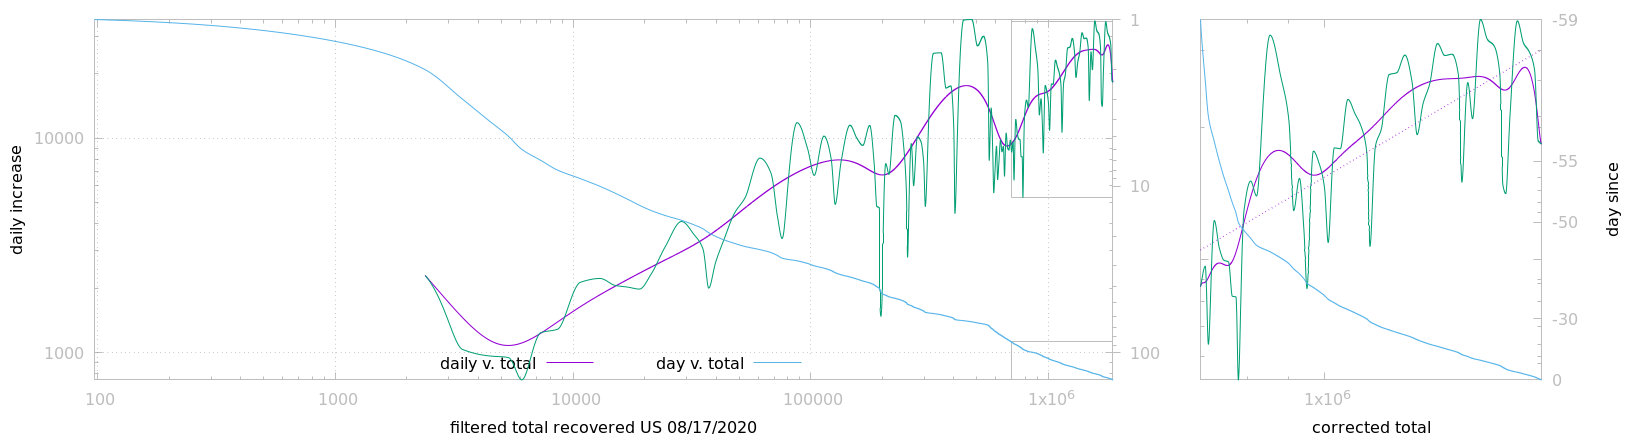 daily increase
10000
1000
100
1000
10000
100000
1x10⁶
1
10
100
daily v. total
day v. total
filtered total recovered US 08/17/2020
-59
-55
-50
-30
0
day since
1x10⁶
corrected total